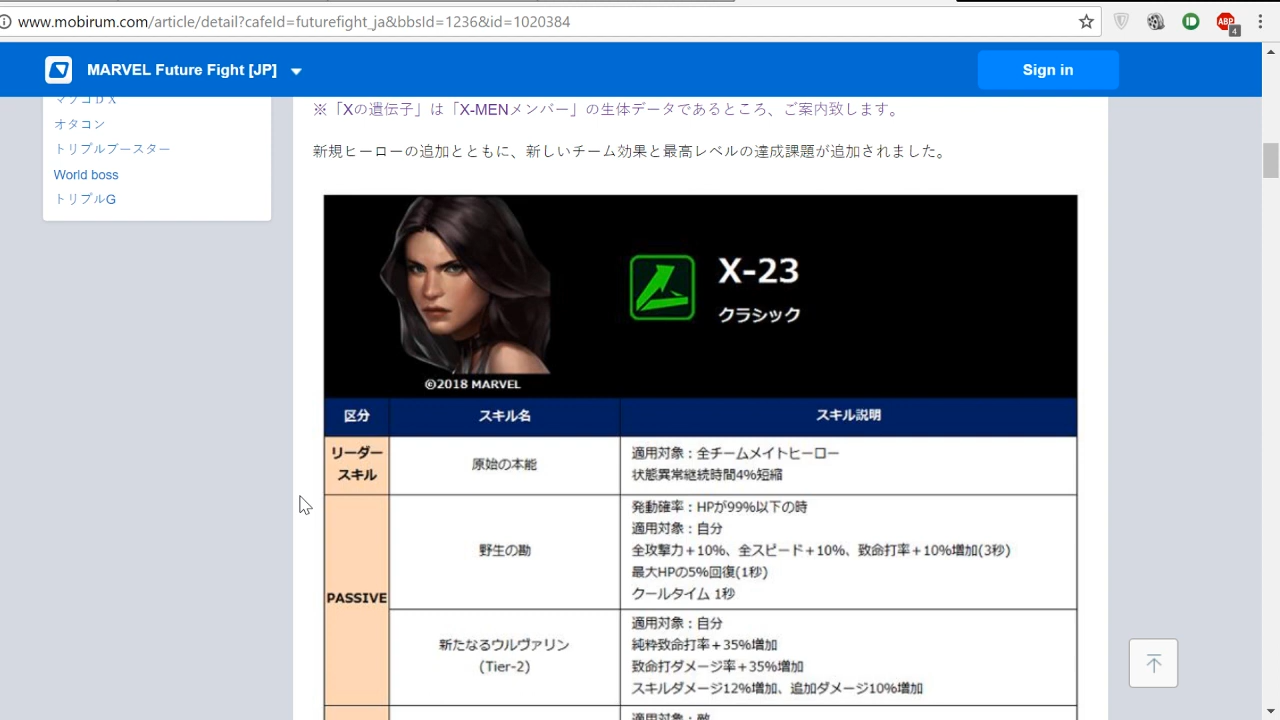 www.mobirum.com/article/detail?cafeId=futurefight_ja&bbsId=1236&id=1020384
ABP
4
MARVEL Future Fight [JP]
Sign in
オタコン
トリプルブースター
World boss
トリプルG
※「Xの遺伝子」は「X-MENメンバー」の生体データであるところ、ご案内致します。
新規ヒーローの追加とともに、新しいチーム効果と最高レベルの達成課題が追加されました。
X-23
クラシック
©2018 MARVEL
区分 スキル名 スキル説明
リーダー
スキル
原始の本能
適用対象：全チームメイトヒーロー
状態異常継続時間4%短縮
PASSIVE
野生の勘
発動確率：HPが99%以下の時
適用対象：自分
全攻撃力＋10%、全スピード＋10%、致命打率＋10%増加(3秒)
最大HPの5%回復(1秒)
クールタイム 1秒
新たなるウルヴァリン
(Tier-2)
適用対象：自分
純粋致命打率＋35%増加
致命打ダメージ率＋35%増加
スキルダメージ12%増加、追加ダメージ10%増加
適用対象：敵